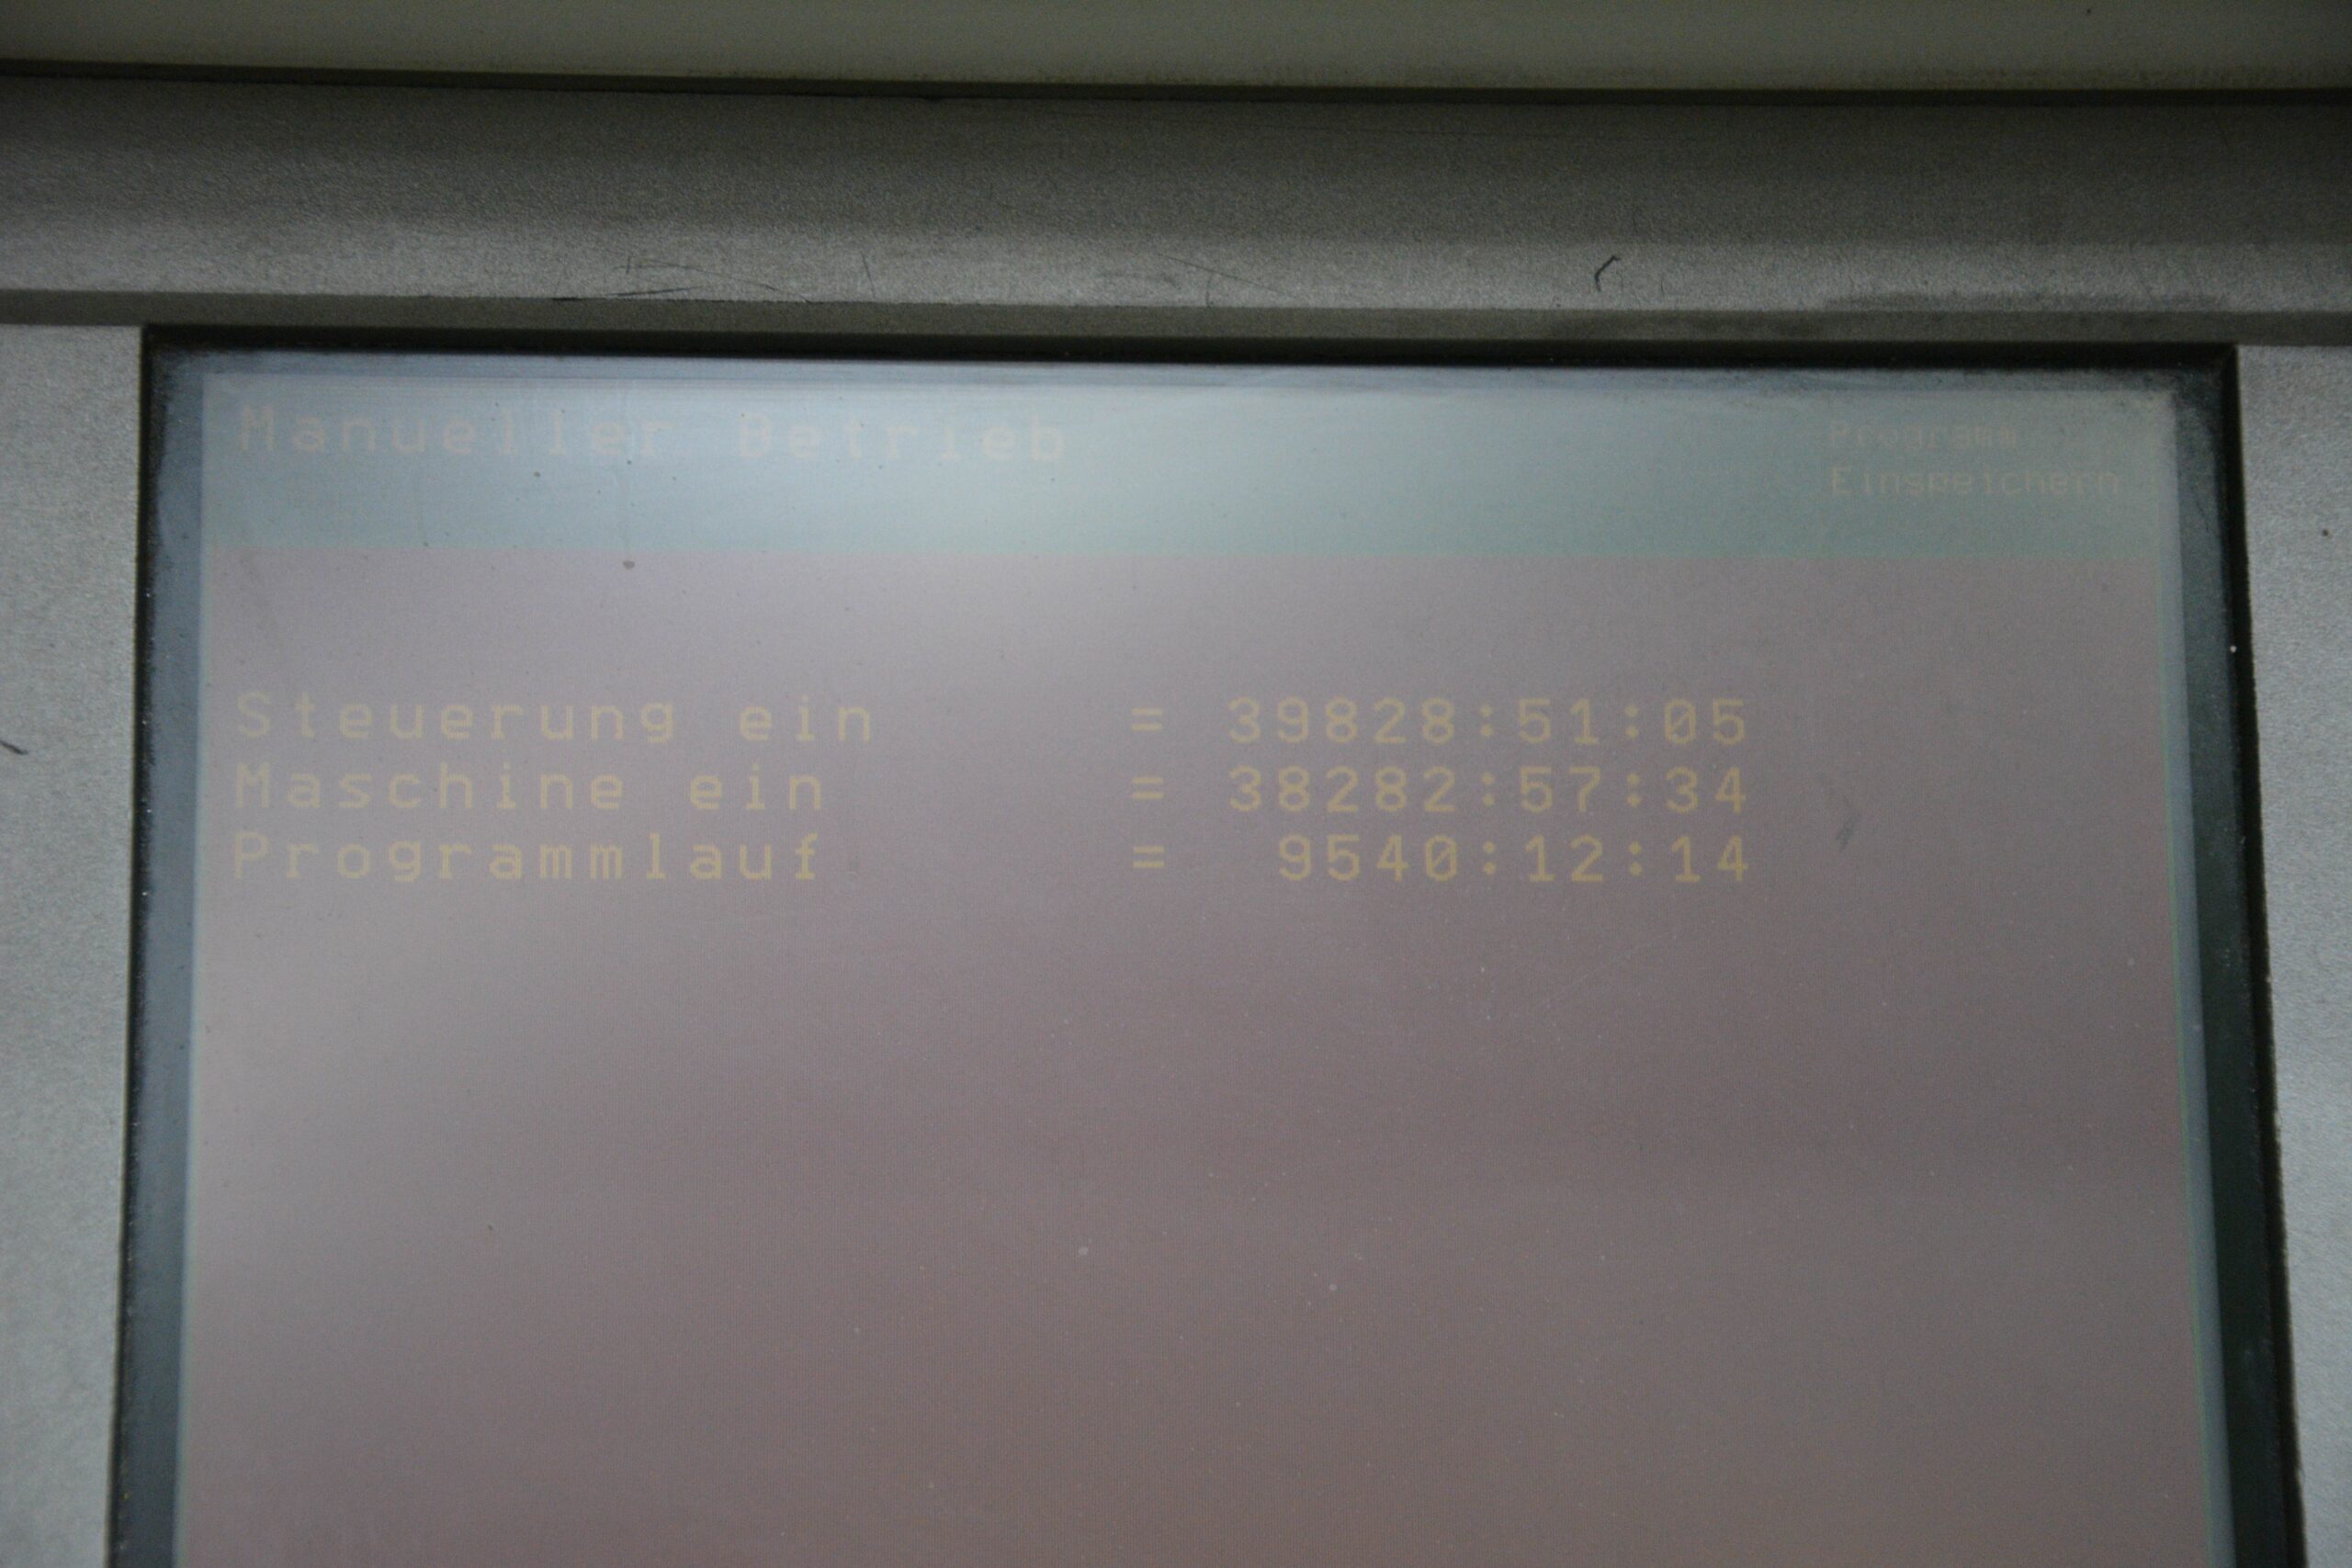 Manueller Betrieb
Programm
Einspeichern
Steuerung ein = 39828:51:05
Maschine ein = 38282:57:34
Programmlauf = 9540:12:14